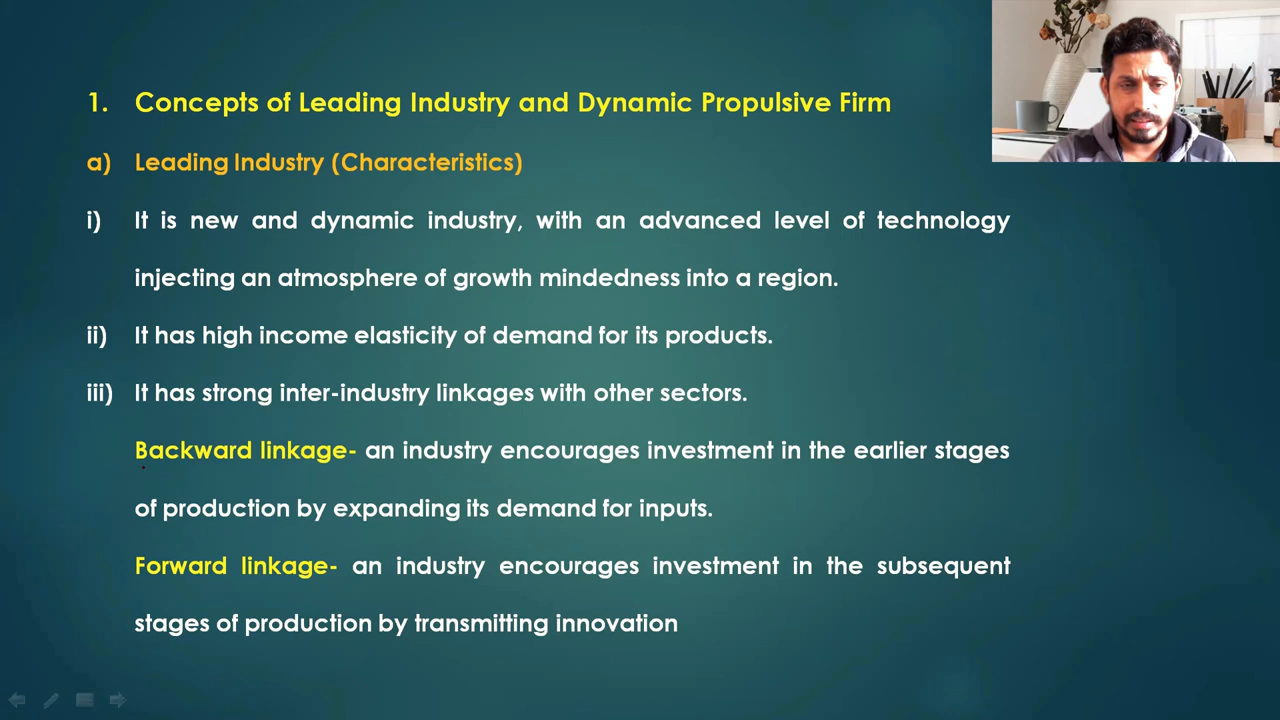 1. Concepts of Leading Industry and Dynamic Propulsive Firm
a) Leading Industry (Characteristics)
i) It is new and dynamic industry, with an advanced level of technology
injecting an atmosphere of growth mindedness into a region.
ii) It has high income elasticity of demand for its products.
iii) It has strong inter-industry linkages with other sectors.
Backward linkage- an industry encourages investment in the earlier stages
of production by expanding its demand for inputs.
Forward linkage- an industry encourages investment in the subsequent
stages of production by transmitting innovation